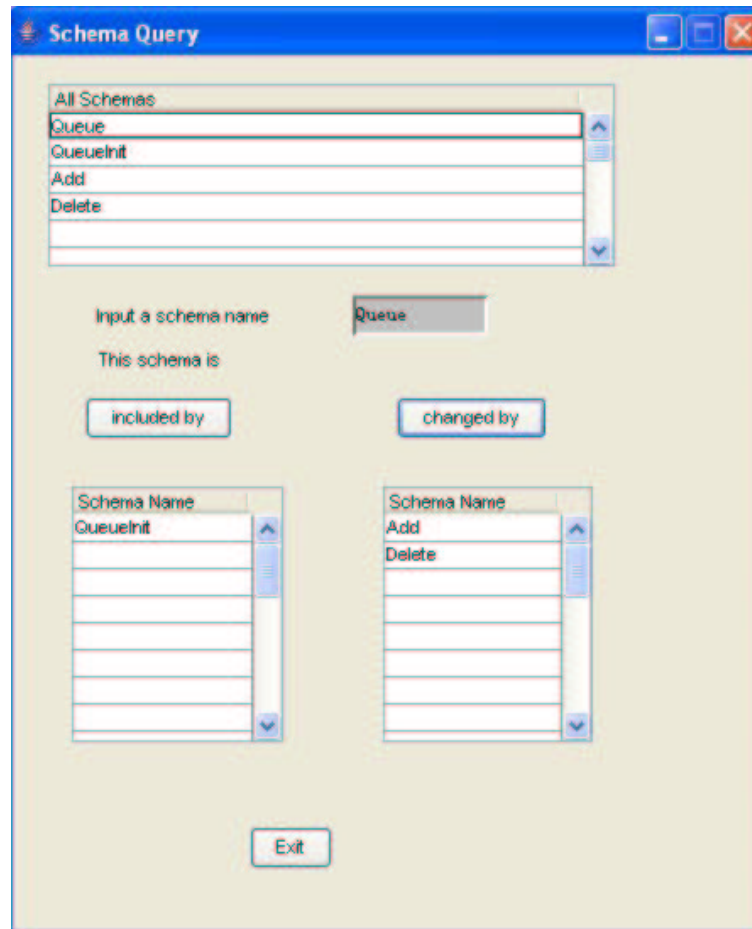 Schema Query
All Schemas
Queue
QueueInit
Add
Delete
Input a schema name Queue
This schema is
included by changed by
Schema Name Schema Name
QueueInit Add
Delete
Exit